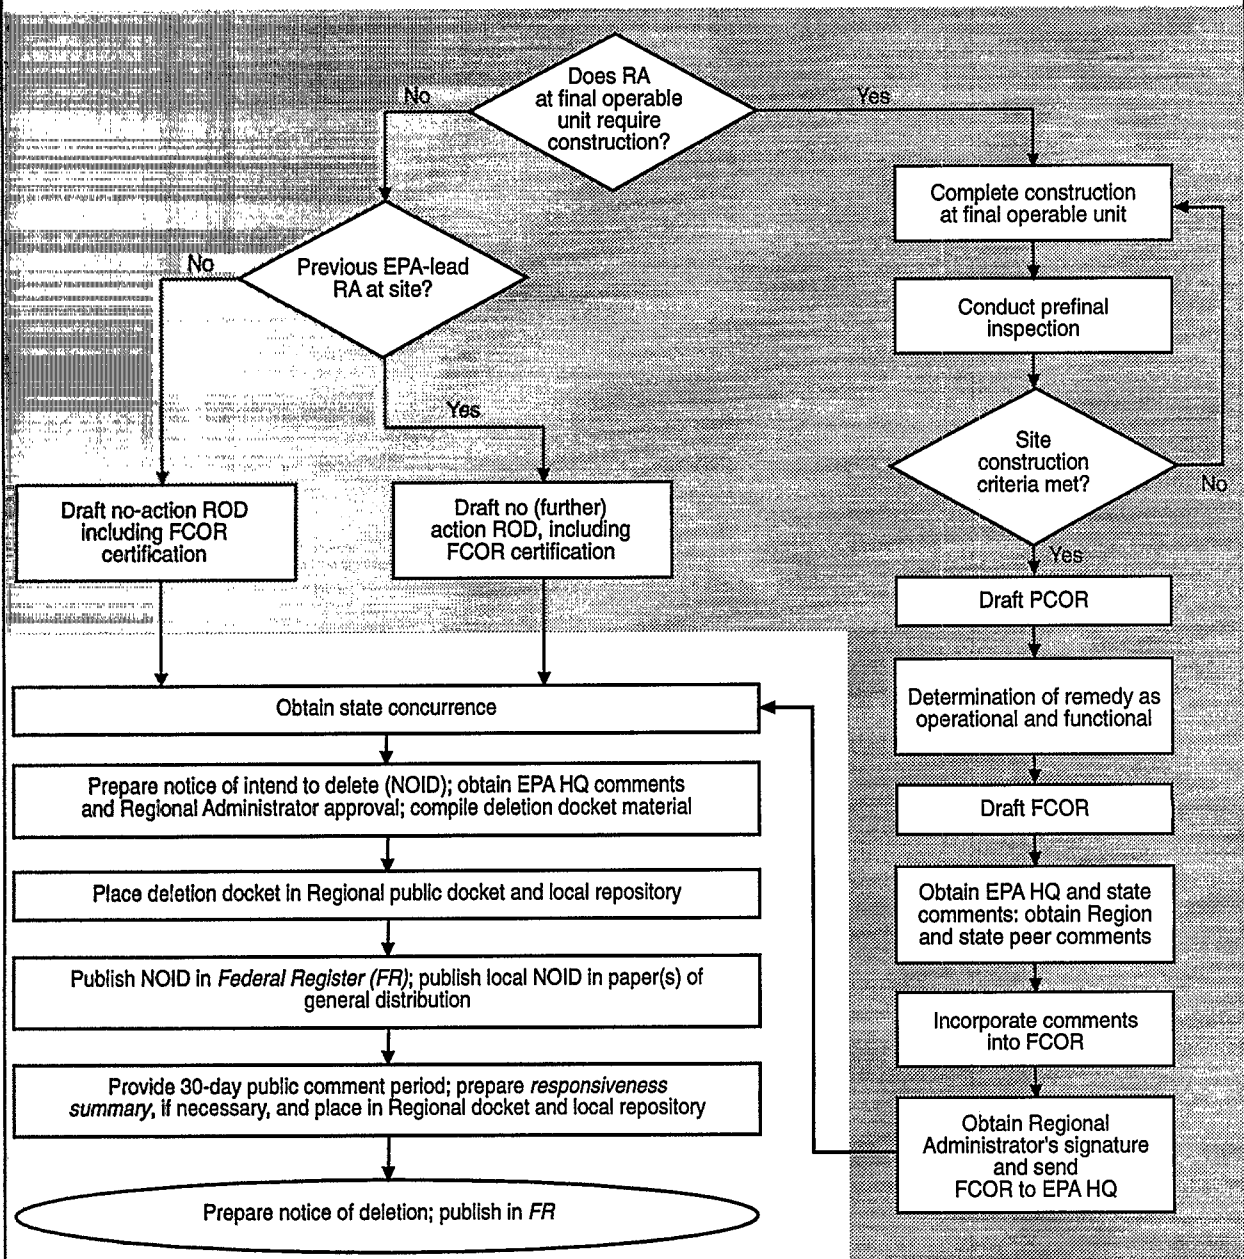 Does RA
at final operable
unit require
construction?
No
Yes
Complete construction
at final operable unit
Previous EPA-lead
RA at site?
No
Conduct prefinal
inspection
Yes
Site
construction
criteria met?
No
Draft no-action ROD
including FCOR
certification
Draft no (further)
action ROD, including
FCOR certification
Yes
Draft PCOR
Determination of remedy as
operational and functional
Obtain state concurrence
Prepare notice of intend to delete (NOID); obtain EPA HQ comments
and Regional Administrator approval; compile deletion docket material
Draft FCOR
Place deletion docket in Regional public docket and local repository
Obtain EPA HQ and state
comments: obtain Region
and state peer comments
Publish NOID in Federal Register (FR); publish local NOID in paper(s) of
general distribution
Incorporate comments
into FCOR
Provide 30-day public comment period; prepare responsiveness
summary, if necessary, and place in Regional docket and local repository
Obtain Regional
Administrator's signature
and send
FCOR to EPA HQ
Prepare notice of deletion; publish in FR